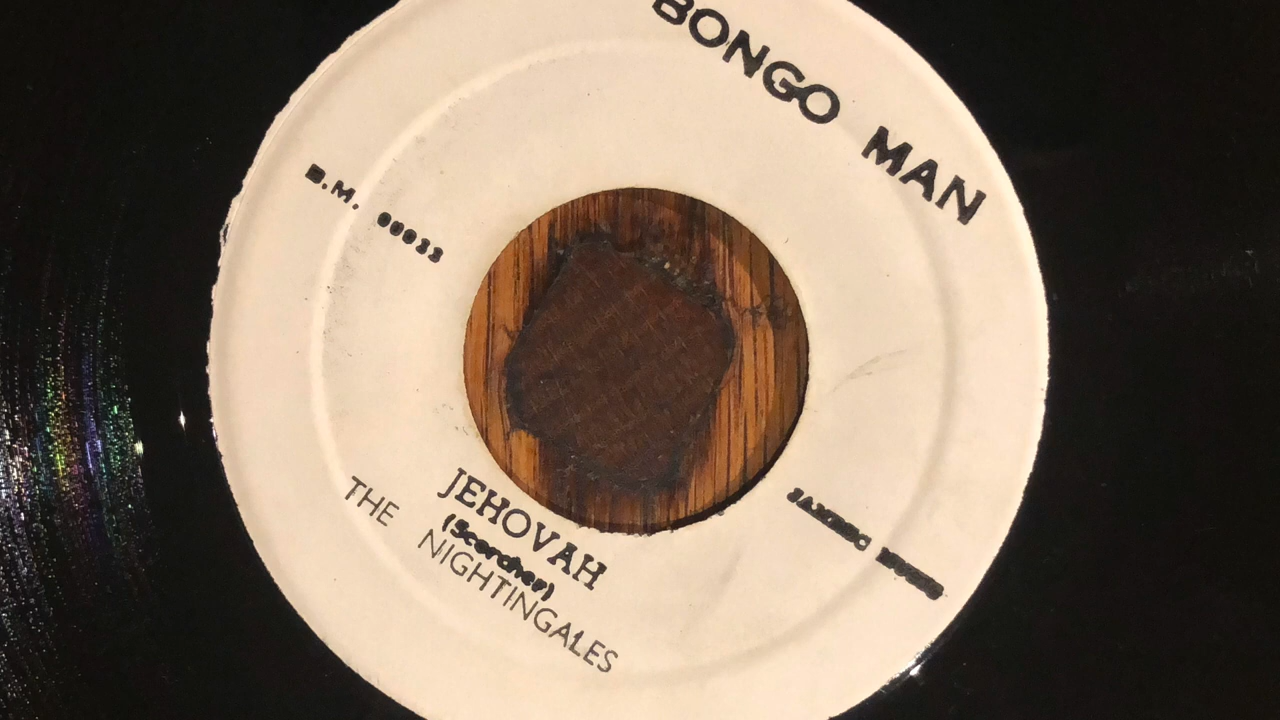 BONGO MAN
B.M.
JEHOVAH
(Scorcher)
THE NIGHTINGALES